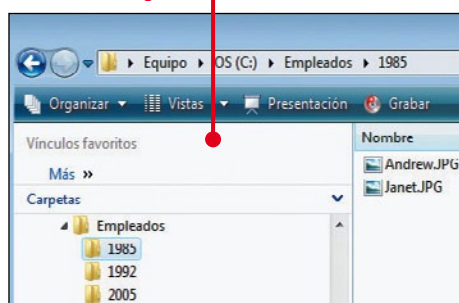 Equipo OS (C:) Empleados 1985
Organizar Vistas Presentación Grabar
Vínculos favoritos
Más »
Carpetas
Empleados
1985
1992
2005
Nombre
Andrew.JPG
Janet.JPG